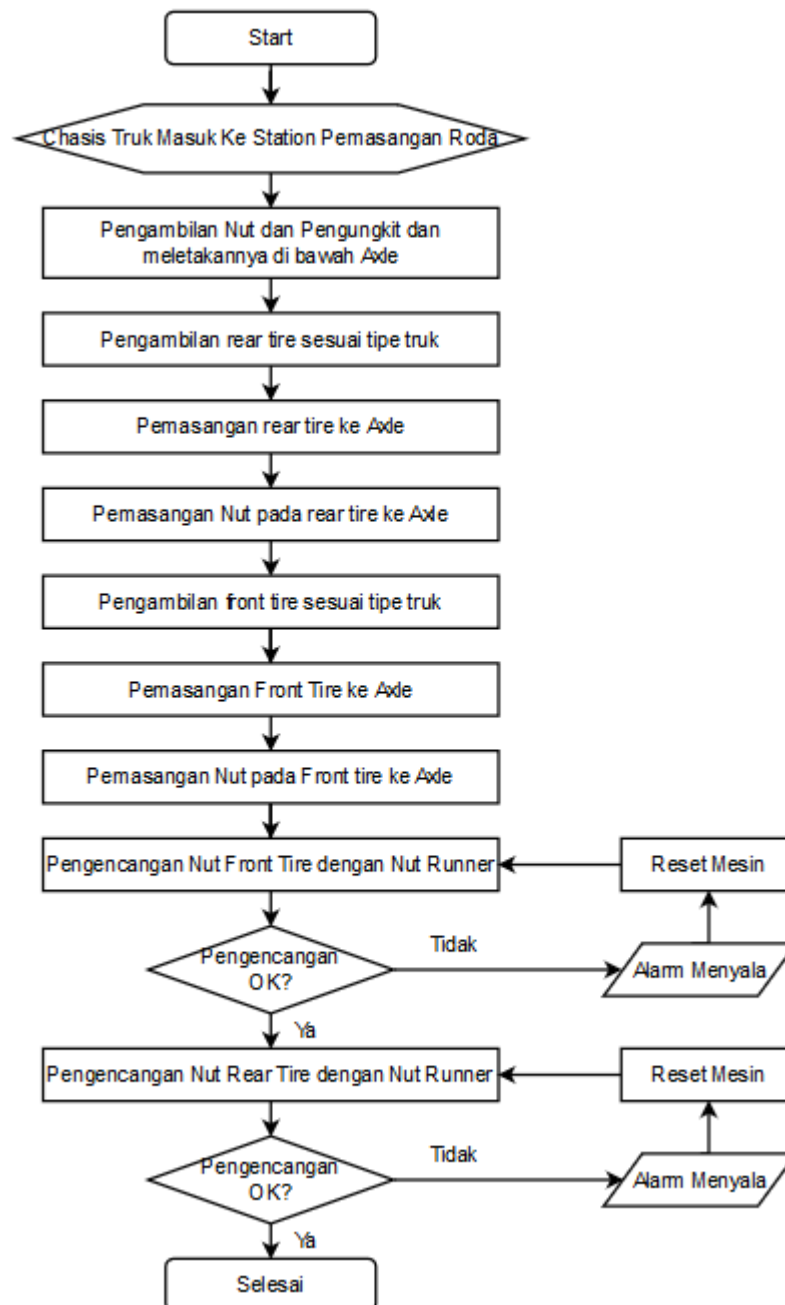 Start
Chasis Truk Masuk Ke Station Pemasangan Roda
Pengambilan Nut dan Pengungkit dan
meletakannya di bawah Axle
Pengambilan rear tire sesuai tipe truk
Pemasangan rear tire ke Axle
Pemasangan Nut pada rear tire ke Axle
Pengambilan front tire sesuai tipe truk
Pemasangan Front Tire ke Axle
Pemasangan Nut pada Front tire ke Axle
Pengencangan Nut Front Tire dengan Nut Runner
Reset Mesin
Pengencangan
OK?
Tidak
Alarm Menyala
Ya
Pengencangan Nut Rear Tire dengan Nut Runner
Reset Mesin
Pengencangan
OK?
Tidak
Alarm Menyala
Ya
Selesai